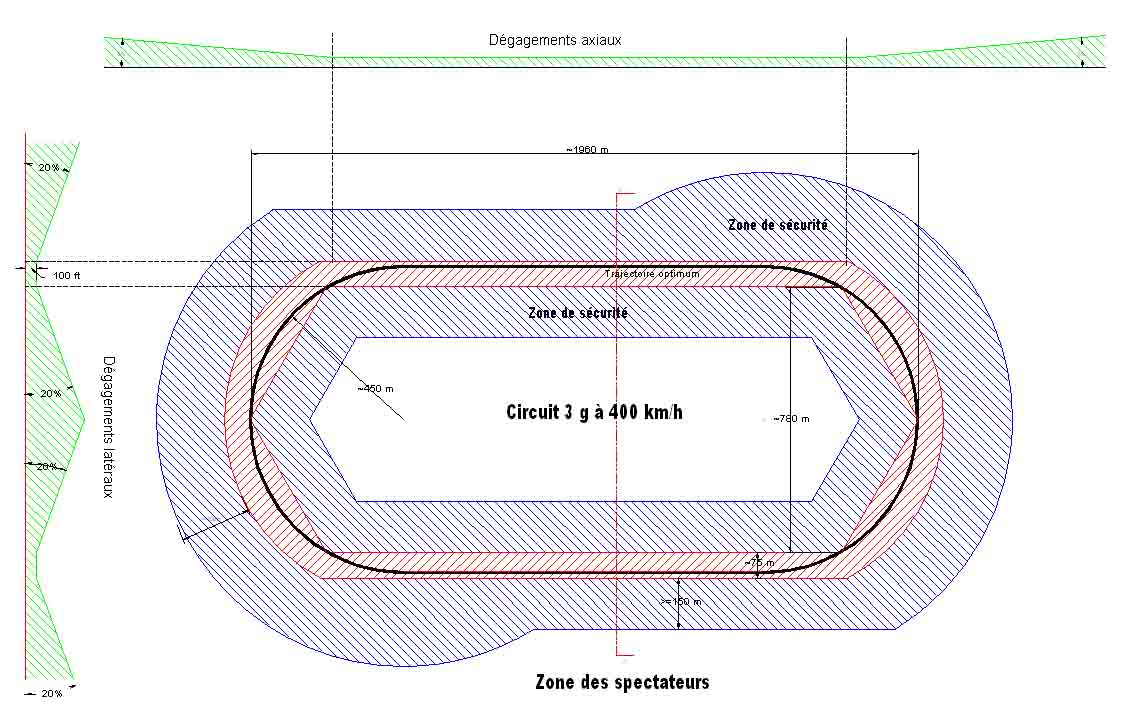 Dégagements axiaux
~1960 m
20%
Zone de sécurité
100 ft
Trajectoire optimum
Zone de sécurité
Dégagements latéraux
20%
~450 m
Circuit 3 g à 400 km/h
~780 m
20%
~75 m
>=150 m
Zone des spectateurs
20%